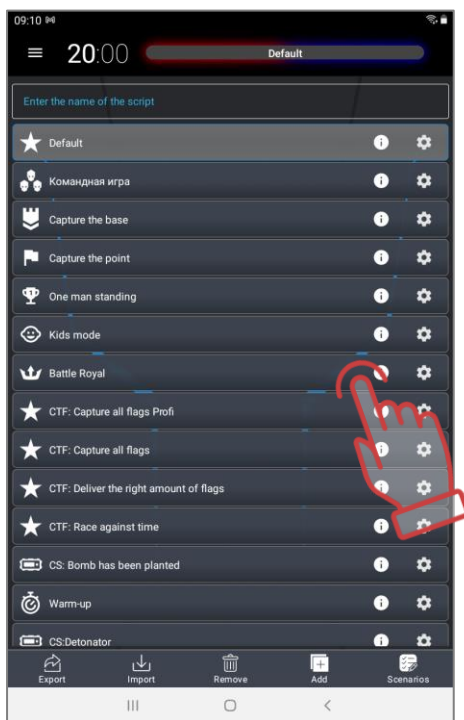 09:10
20:00
Default
Enter the name of the script
Default
Командная игра
Capture the base
Capture the point
One man standing
Kids mode
Battle Royal
CTF: Capture all flags Profi
CTF: Capture all flags
CTF: Deliver the right amount of flags
CTF: Race against time
CS: Bomb has been planted
Warm-up
CS:Detonator
Export Import Remove Add Scenarios